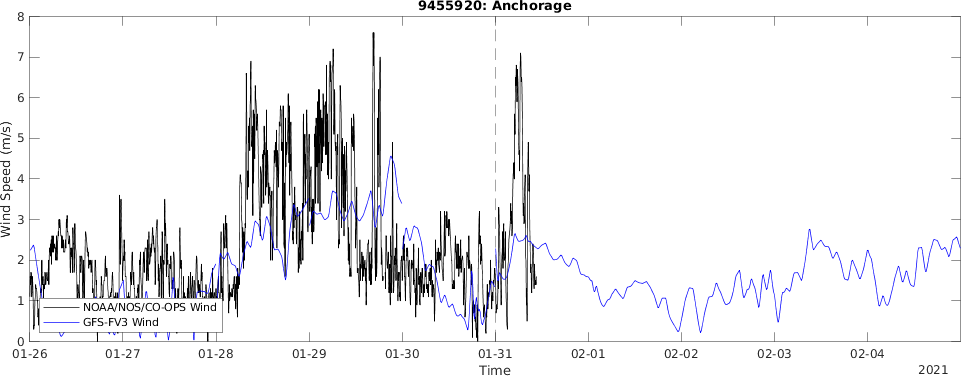 9455920: Anchorage
8
7
6
5
4
3
2
1
0
Wind Speed (m/s)
NOAA/NOS/CO-OPS Wind
GFS-FV3 Wind
01-26 01-27 01-28 01-29 01-30 01-31 02-01 02-02 02-03 02-04
Time
2021